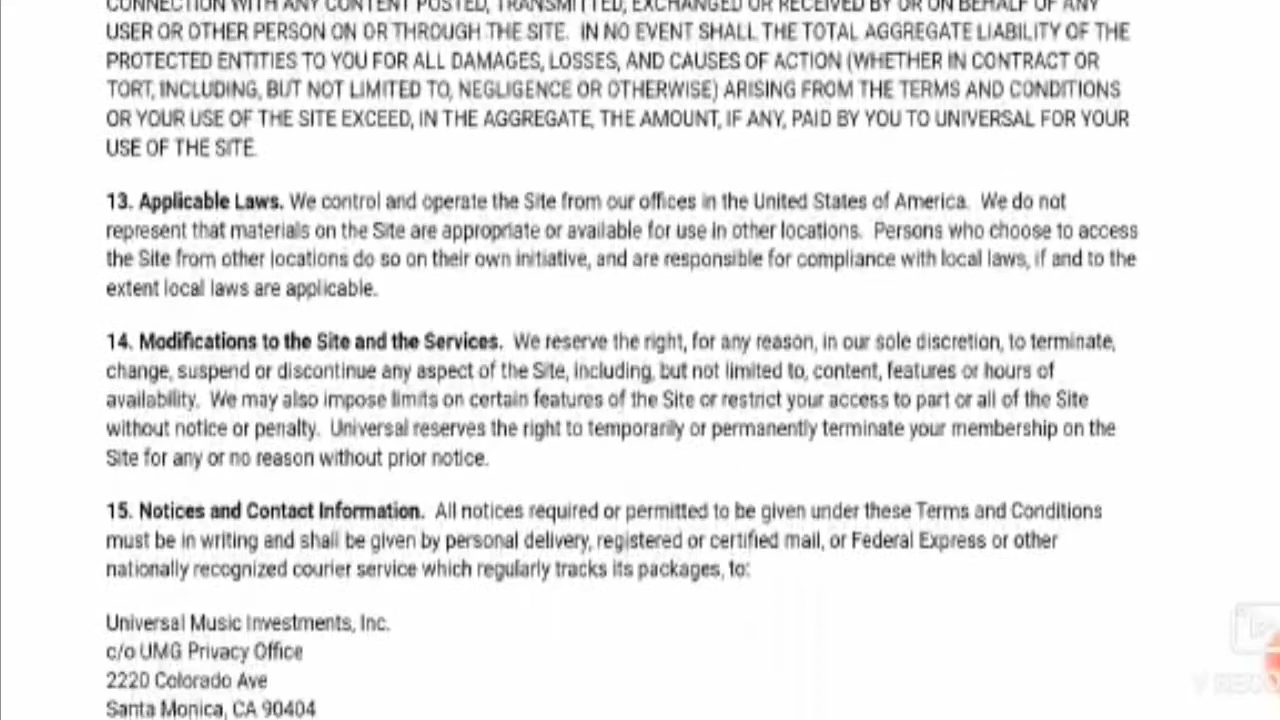 CONNECTION WITH ANY CONTENT POSTED, TRANSMITTED, EXCHANGED OR RECEIVED BY OR ON BEHALF OF ANY
USER OR OTHER PERSON ON OR THROUGH THE SITE.  IN NO EVENT SHALL THE TOTAL AGGREGATE LIABILITY OF THE
PROTECTED ENTITIES TO YOU FOR ALL DAMAGES, LOSSES, AND CAUSES OF ACTION (WHETHER IN CONTRACT OR
TORT, INCLUDING, BUT NOT LIMITED TO, NEGLIGENCE OR OTHERWISE) ARISING FROM THE TERMS AND CONDITIONS
OR YOUR USE OF THE SITE EXCEED, IN THE AGGREGATE, THE AMOUNT, IF ANY, PAID BY YOU TO UNIVERSAL FOR YOUR
USE OF THE SITE.
13. Applicable Laws. We control and operate the Site from our offices in the United States of America.  We do not
represent that materials on the Site are appropriate or available for use in other locations.  Persons who choose to access
the Site from other locations do so on their own initiative, and are responsible for compliance with local laws, if and to the
extent local laws are applicable.
14. Modifications to the Site and the Services.  We reserve the right, for any reason, in our sole discretion, to terminate,
change, suspend or discontinue any aspect of the Site, including, but not limited to, content, features or hours of
availability.  We may also impose limits on certain features of the Site or restrict your access to part or all of the Site
without notice or penalty.  Universal reserves the right to temporarily or permanently terminate your membership on the
Site for any or no reason without prior notice.
15. Notices and Contact Information.  All notices required or permitted to be given under these Terms and Conditions
must be in writing and shall be given by personal delivery, registered or certified mail, or Federal Express or other
nationally recognized courier service which regularly tracks its packages, to:
Universal Music Investments, Inc.
c/o UMG Privacy Office
2220 Colorado Ave
Santa Monica, CA 90404